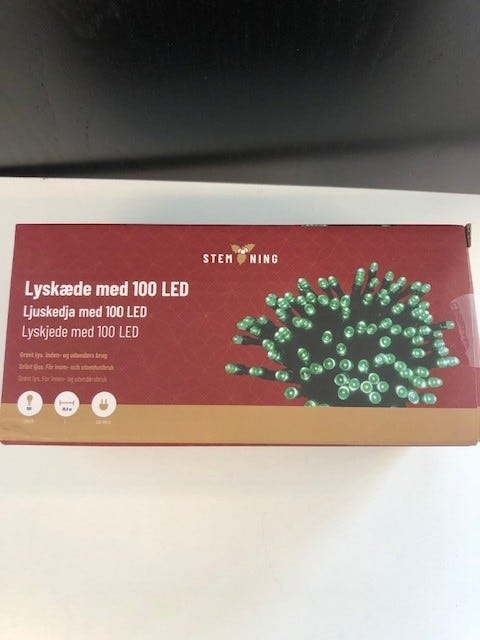 STEMNING
Lyskæde med 100 LED
Ljuskedja med 100 LED
Lyskjede med 100 LED
Grønt lys. Inden- og udendørs brug
Grönt ljus. För inom- och utomhusbruk
Grønt lys. For innen- og utendørsbruk